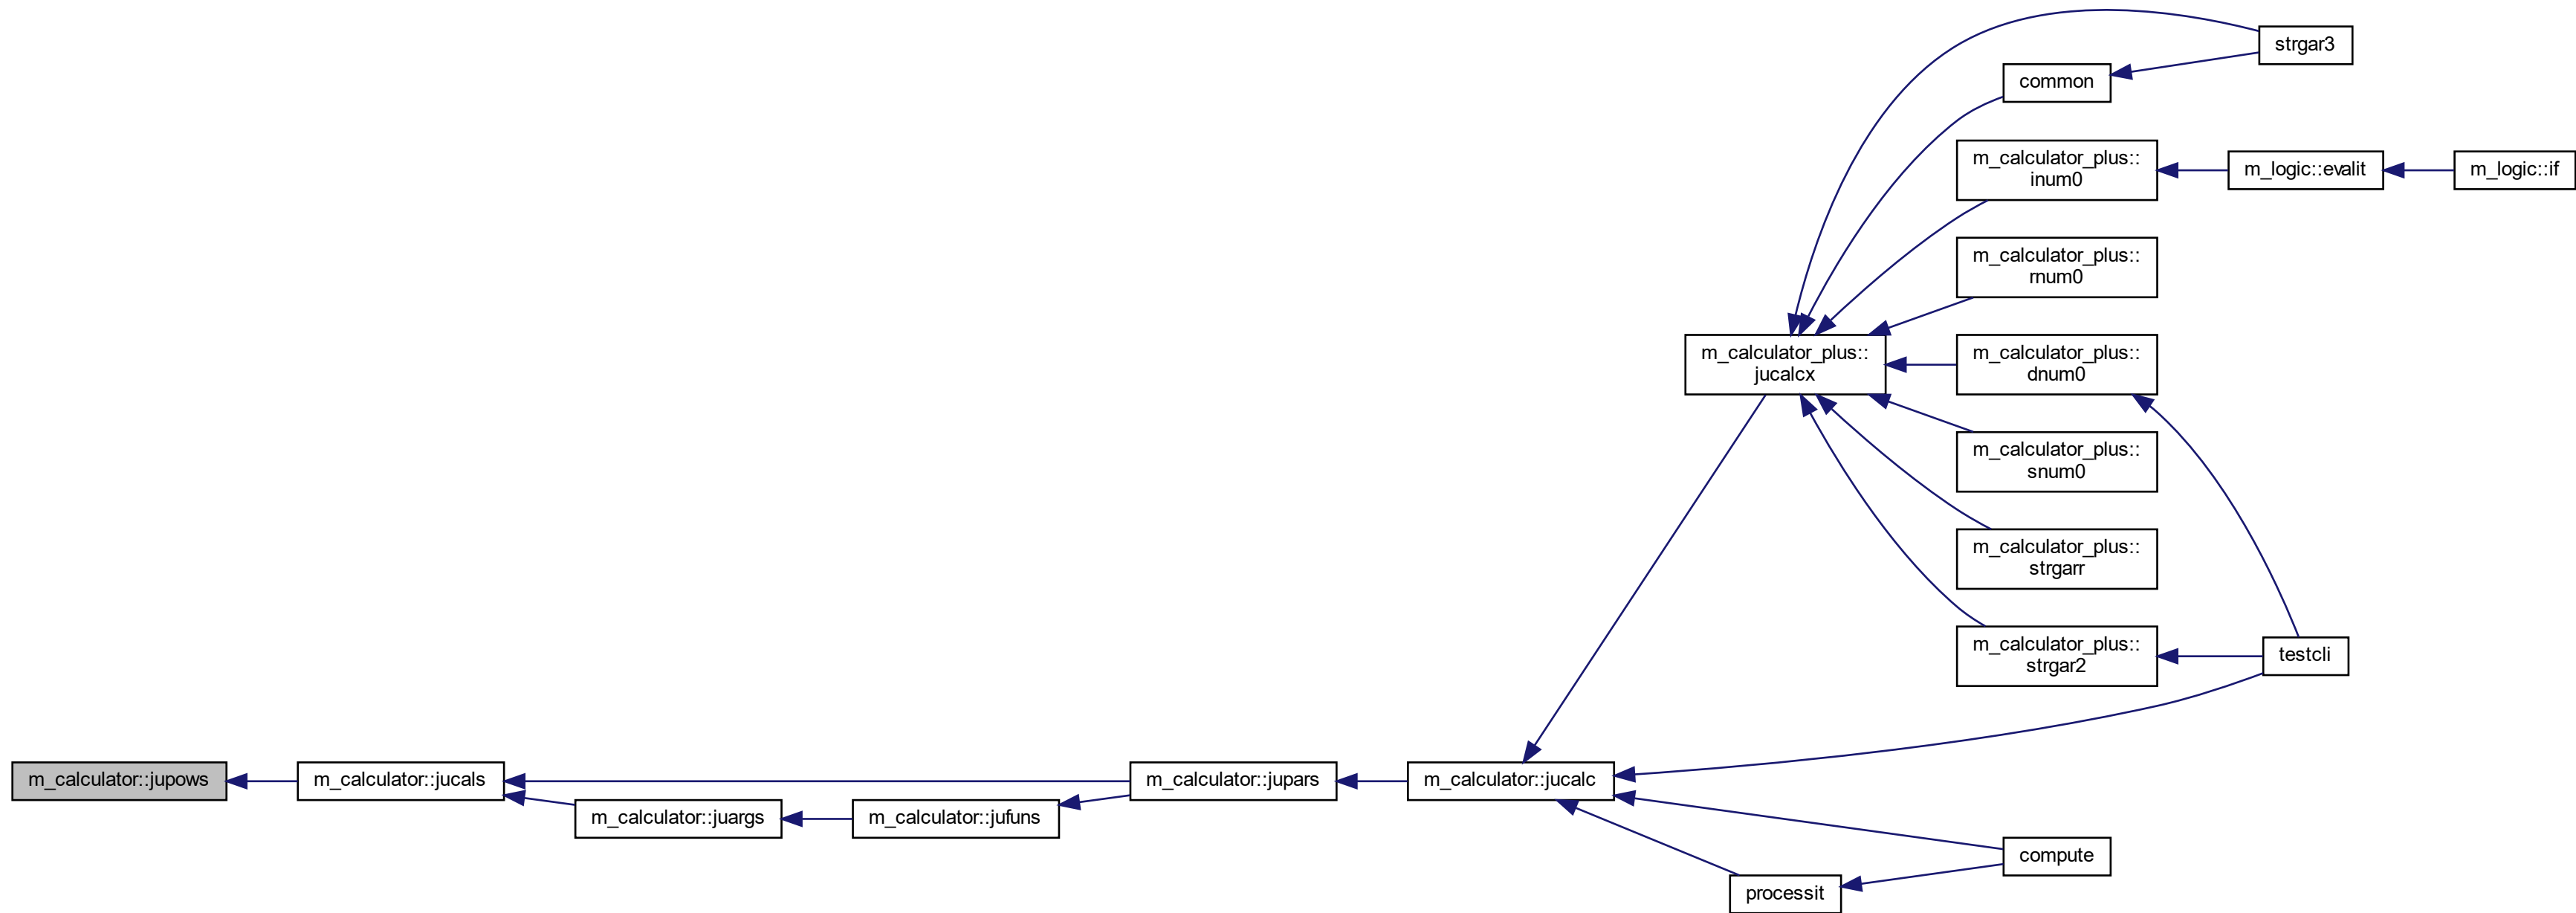 strgar3
common
m_calculator_plus::
inum0
m_logic::evalit
m_logic::if
m_calculator_plus::
rnum0
m_calculator_plus::
jucalcx
m_calculator_plus::
dnum0
m_calculator_plus::
snum0
m_calculator_plus::
strgarr
m_calculator_plus::
strgar2
testcli
m_calculator::jupows
m_calculator::jucals
m_calculator::jupars
m_calculator::jucalc
m_calculator::juargs
m_calculator::jufuns
compute
processit